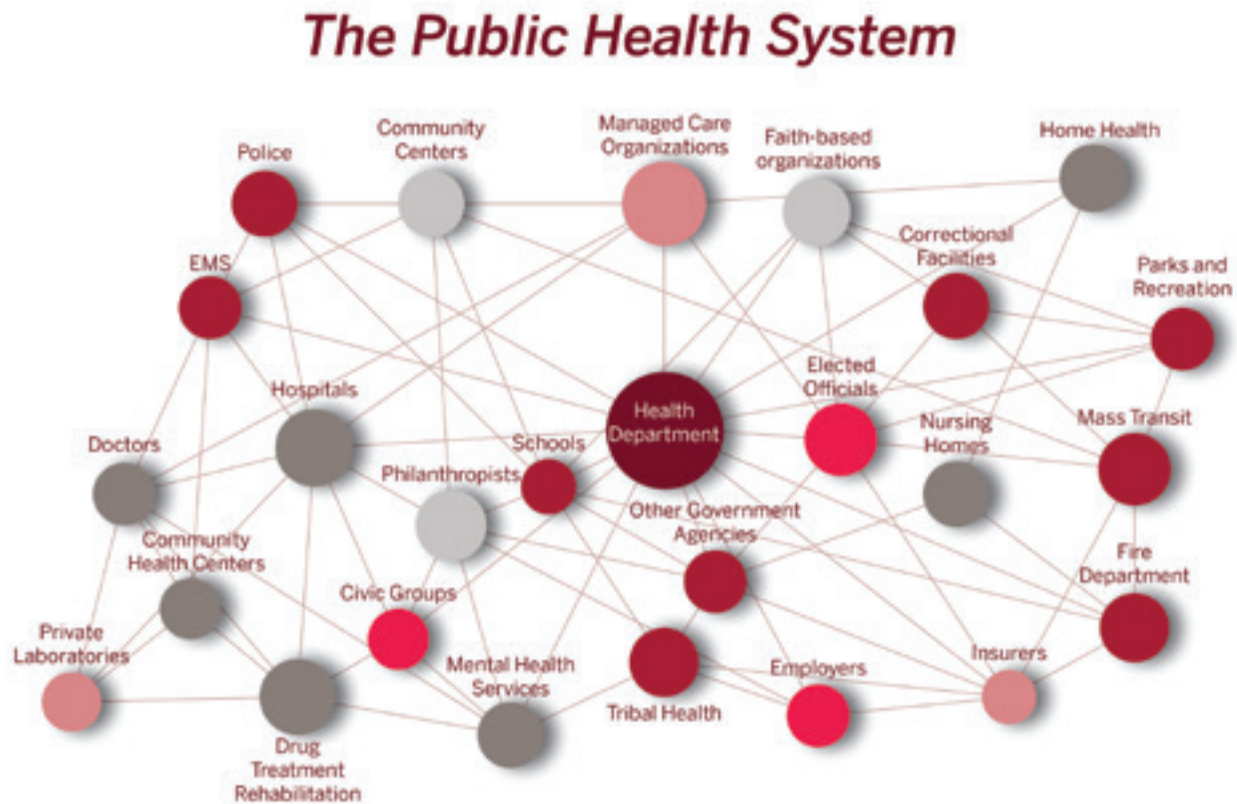 The Public Health System
Police
Community
Centers
Managed Care
Organizations
Faith-based
organizations
Home Health
EMS
Correctional
Facilities
Parks and
Recreation
Hospitals
Health
Department
Elected
Officials
Doctors
Schools
Nursing
Homes
Mass Transit
Philanthropists
Other Government
Agencies
Community
Health Centers
Fire
Department
Civic Groups
Private
Laboratories
Mental Health
Services
Employers
Insurers
Tribal Health
Drug
Treatment
Rehabilitation